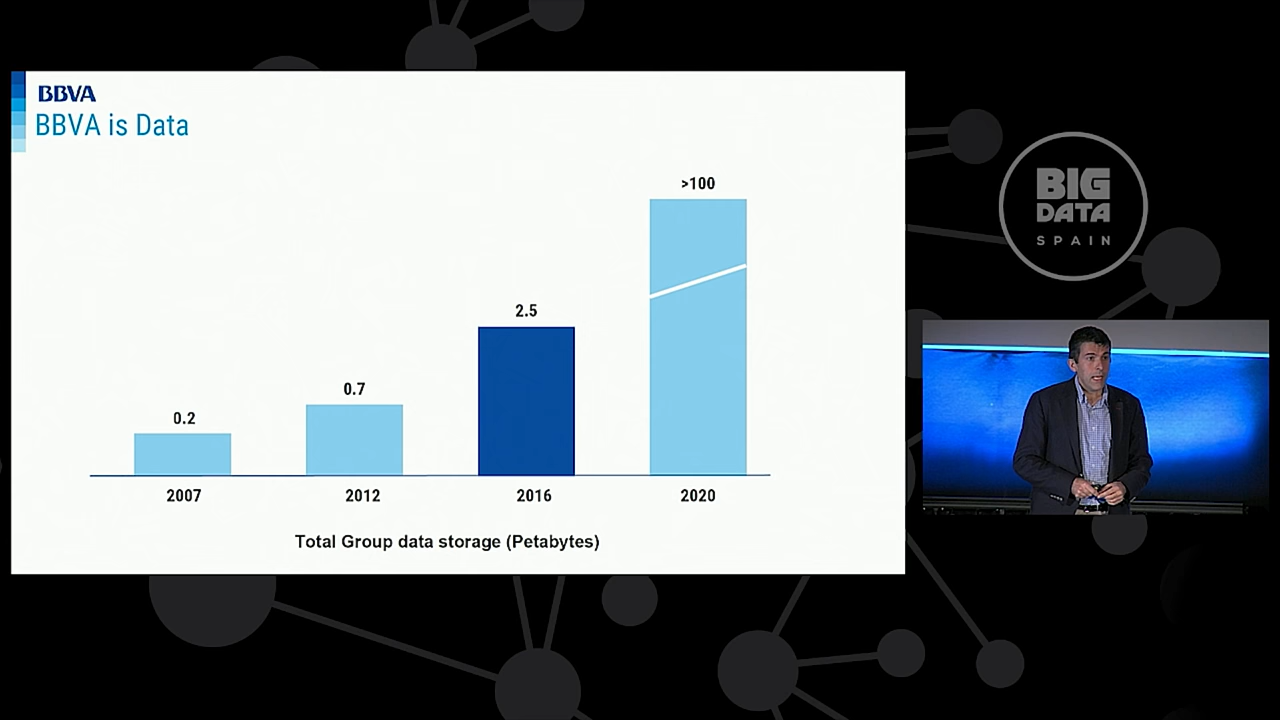 BBVA
BBVA is Data
>100
2.5
0.7
0.2
2007
2012
2016
2020
Total Group data storage (Petabytes)
BIG
DATA
SPAIN